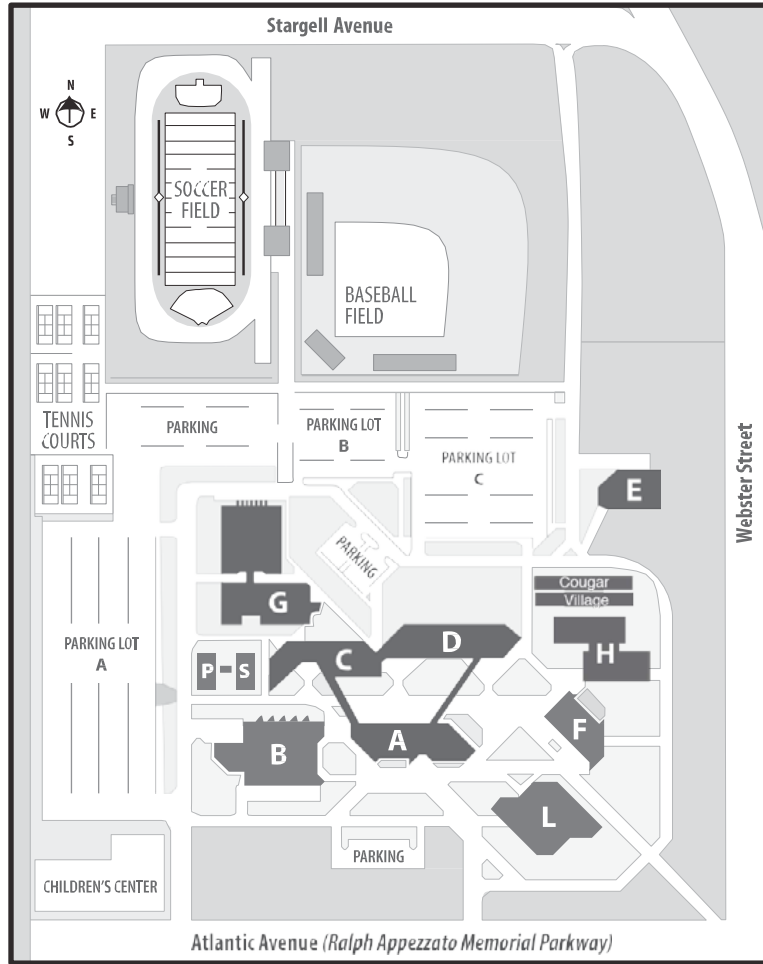 Stargell Avenue
N
W E
S
SOCCER
FIELD
BASEBALL
FIELD
TENNIS
COURTS
PARKING
PARKING LOT
B
PARKING LOT
C
Webster Street
E
PARKING
Cougar
Village
G
D
H
PARKING LOT
A
P - S
C
F
A
B
L
PARKING
CHILDREN'S CENTER
Atlantic Avenue (Ralph Appezzato Memorial Parkway)